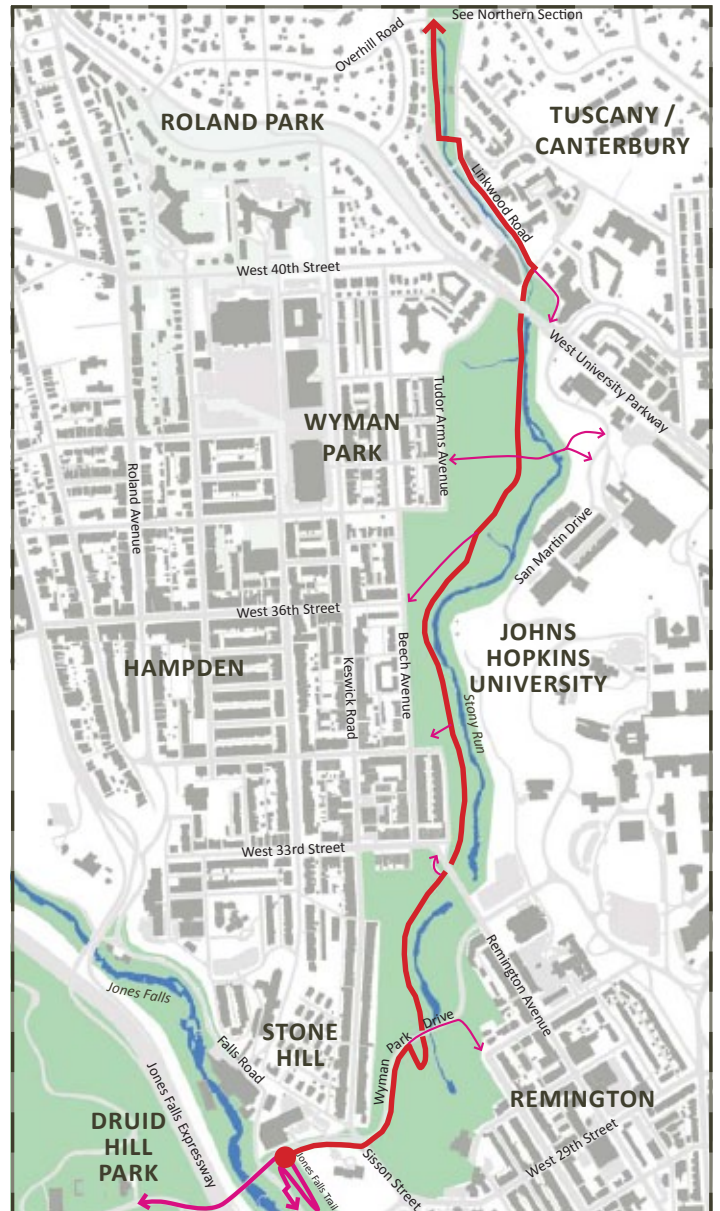 See Northern Section
Overhill Road
ROLAND PARK
TUSCANY /
CANTERBURY
Linkwood Road
West 40th Street
West University Parkway
Tudor Arms Avenue
WYMAN
PARK
Roland Avenue
San Martin Drive
West 36th Street
JOHNS
HOPKINS
UNIVERSITY
HAMPDEN
Keswick Road
Beech Avenue
Stony Run
West 33rd Street
Remington Avenue
Jones Falls
Falls Road
STONE
HILL
Wyman Park Drive
Jones Falls Expressway
REMINGTON
DRUID
HILL
PARK
West 29th Street
Sisson Street
Jones Falls Trail